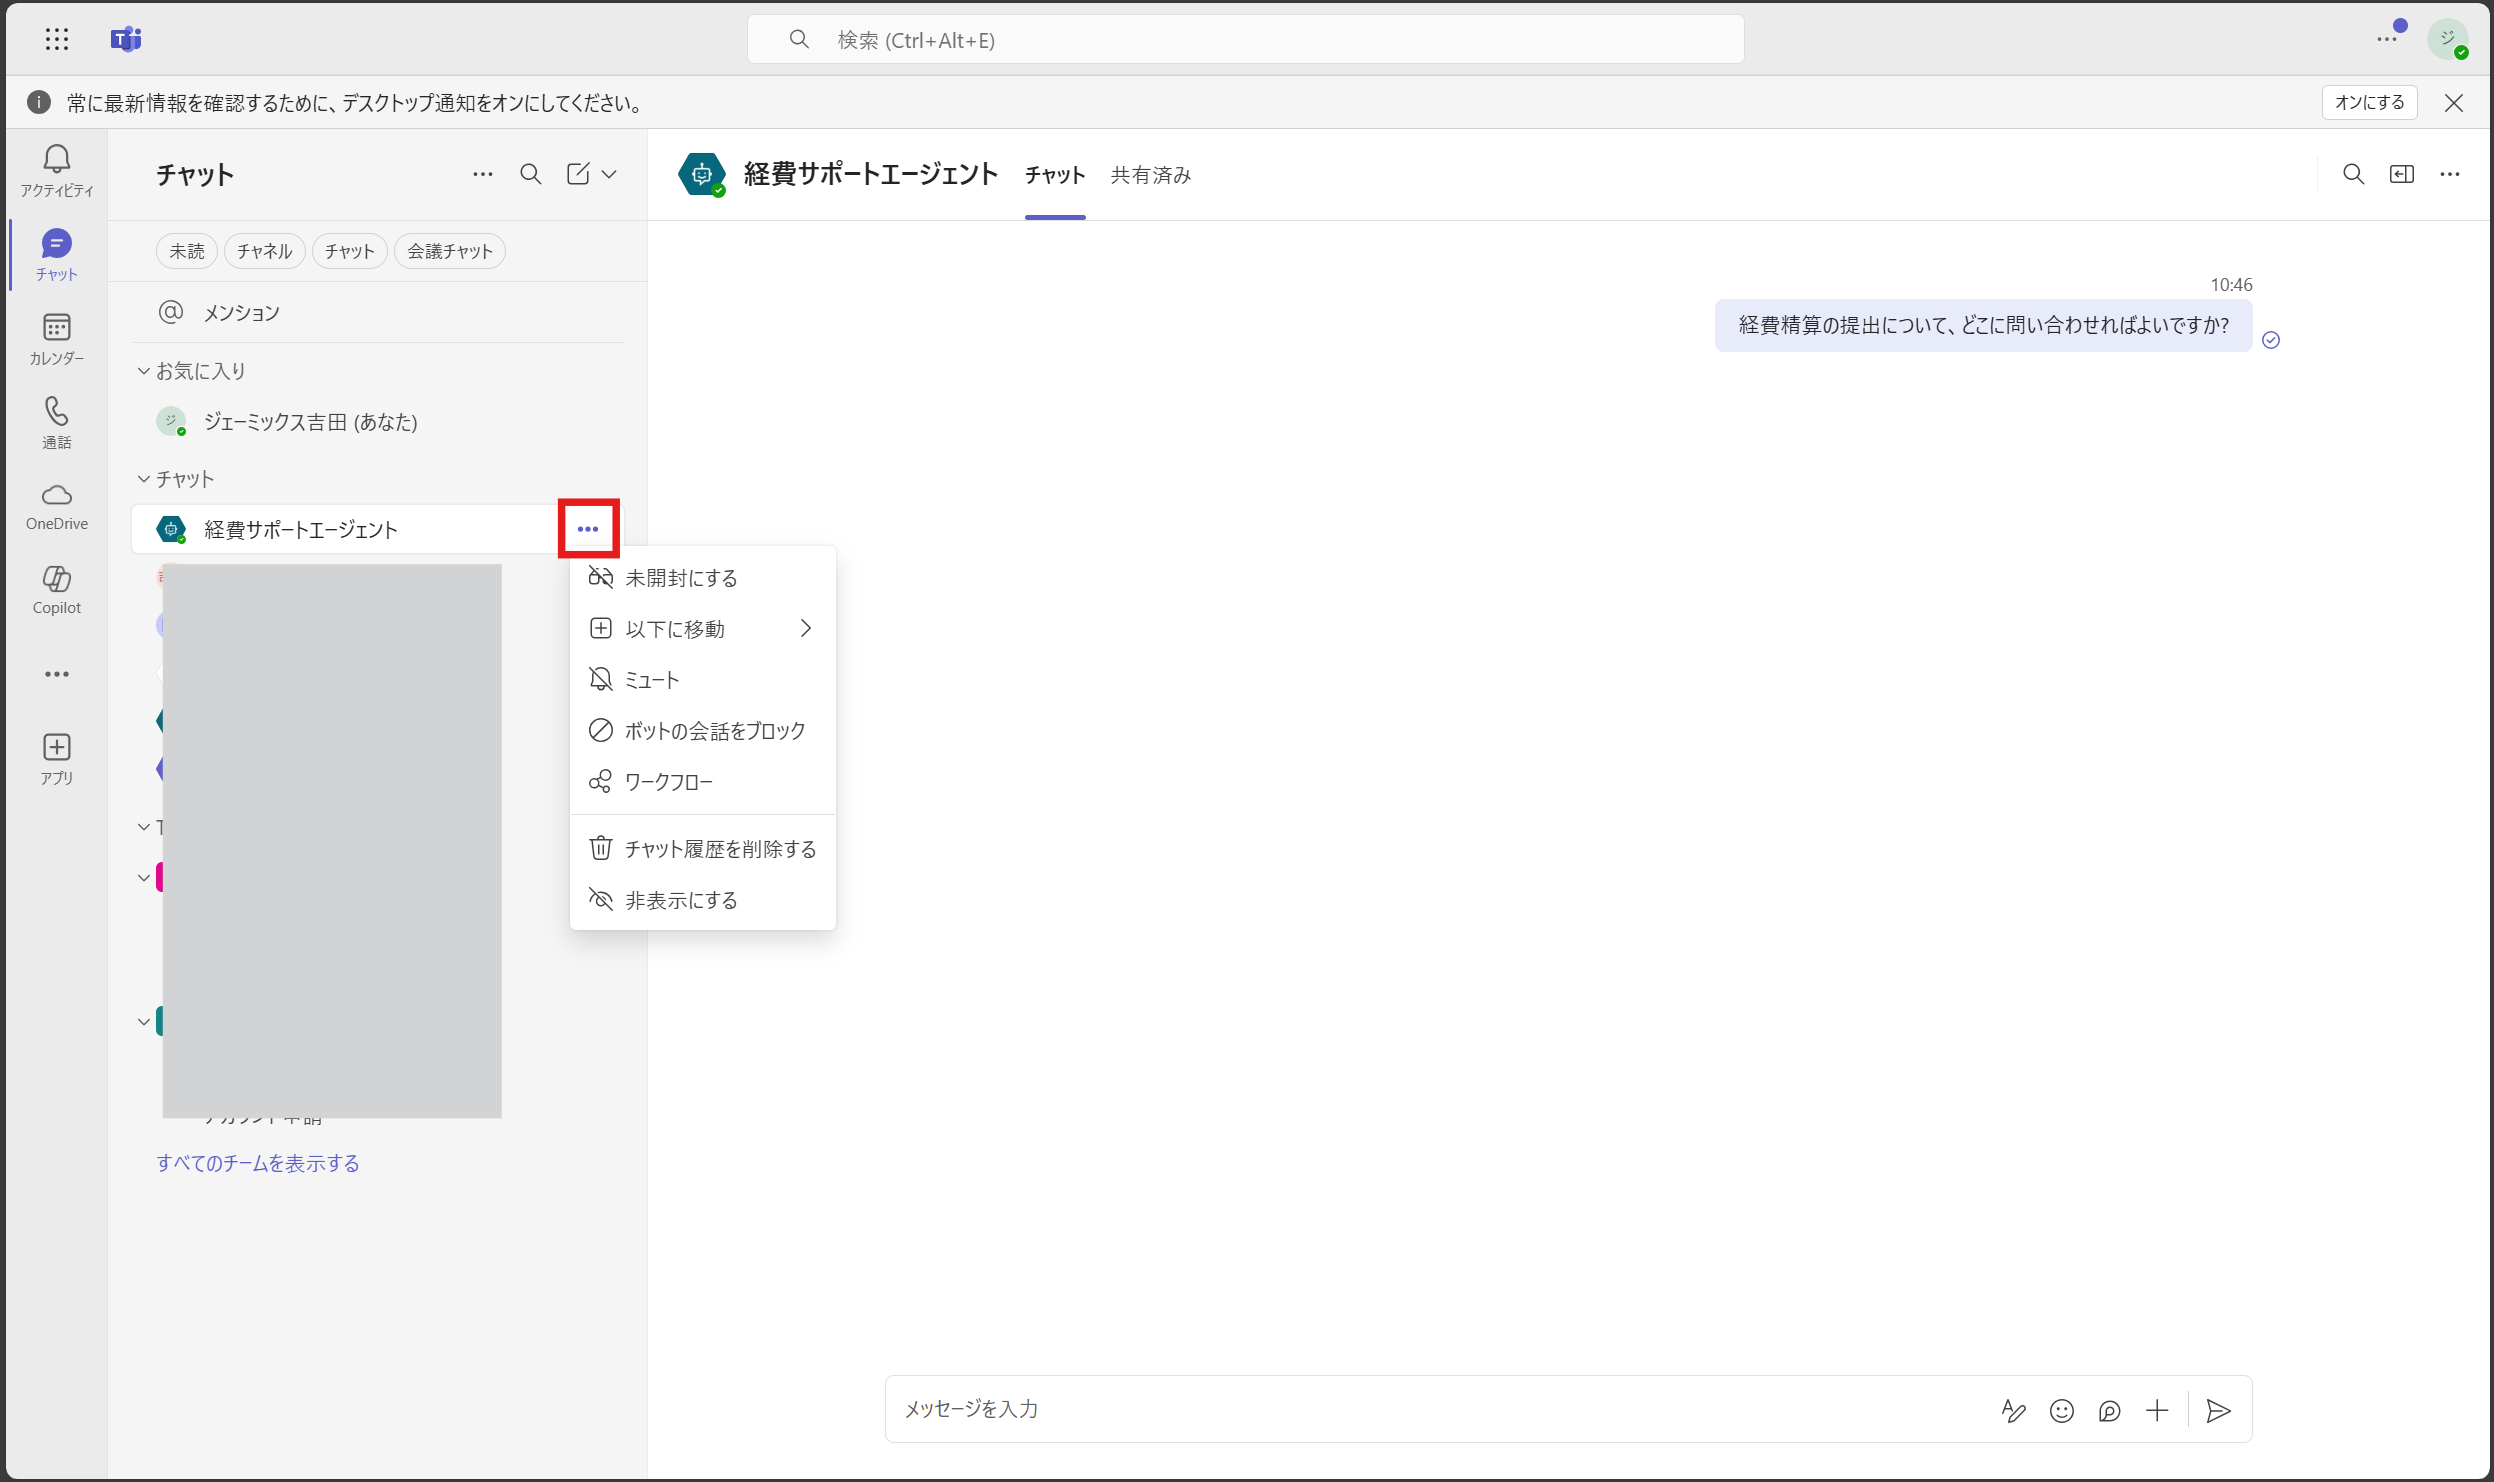 検索 (Ctrl+Alt+E)
ジ
常に最新情報を確認するために、デスクトップ通知をオンにしてください。
オンにする
アクティビティ
チャット
カレンダー
通話
OneDrive
Copilot
アプリ
チャット
未読
チャネル
チャット
会議チャット
メンション
お気に入り
ジ
ジェーミックス吉田 (あなた)
チャット
経費サポートエージェント
すべてのチームを表示する
未開封にする
以下に移動
ミュート
ボットの会話をブロック
ワークフロー
チャット履歴を削除する
非表示にする
経費サポートエージェント
チャット
共有済み
10:46
経費精算の提出について、どこに問い合わせればよいですか?
メッセージを入力